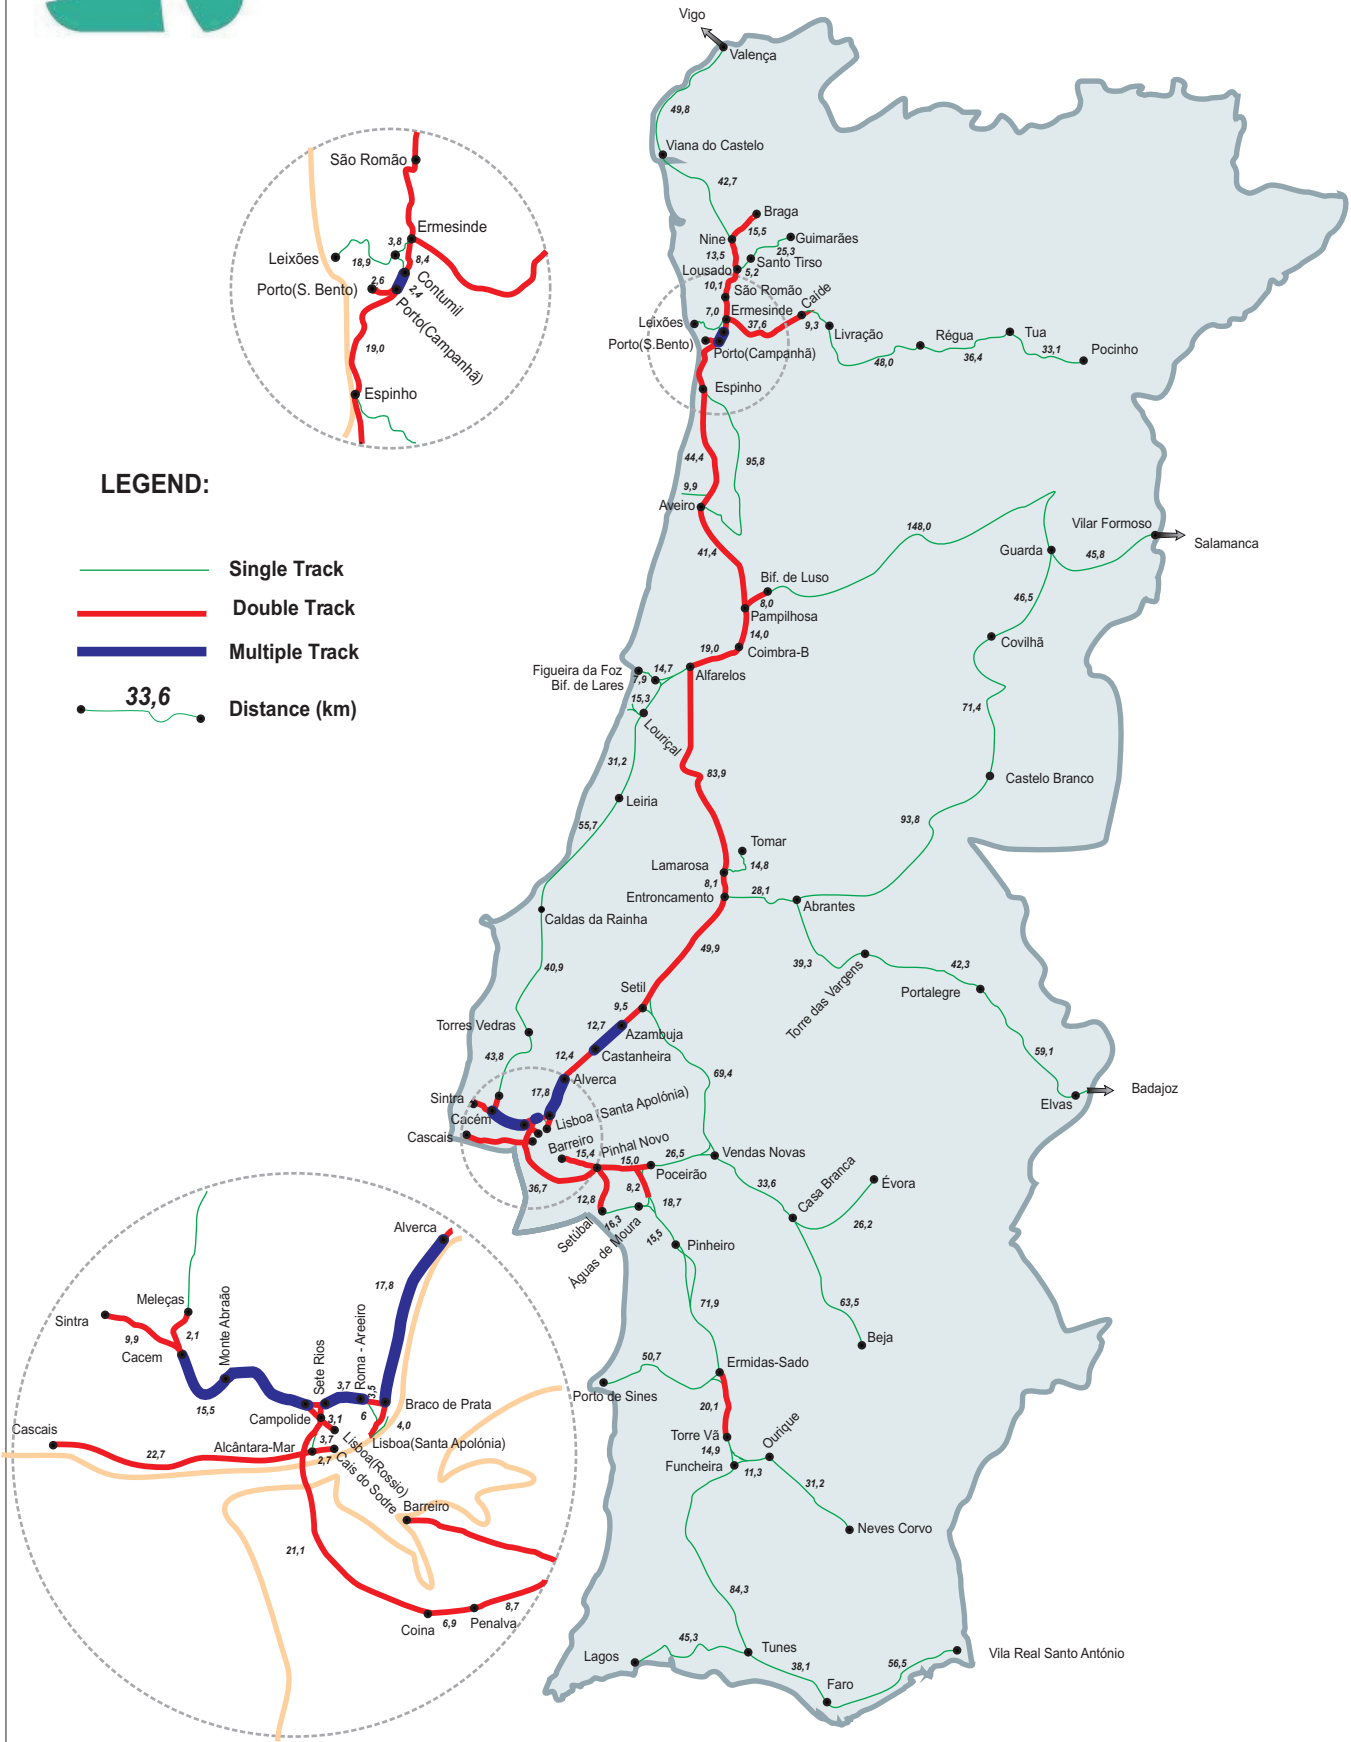 Vigo
Valença
49,8
Viana do Castelo
42,7
Braga
15,5
Nine
Guimarães
25,3
13,5
Santo Tirso
Lousado
5,2
10,1
São Romão
7,0
Ermesinde
Caíde
Leixões
37,6
9,3
Livração
Porto(S.Bento)
Porto(Campanhã)
48,0
Régua
36,4
Tua
33,1
Pocinho
Espinho
44,4
95,8
9,9
Aveiro
41,4
148,0
Vilar Formoso
Salamanca
Guarda
45,8
46,5
Bif. de Luso
8,0
Pampilhosa
14,0
Coimbra-B
19,0
Covilhã
Figueira da Foz
14,7
Alfarelos
7,9
Bif. de Lares
15,3
Louriçal
71,4
31,2
83,9
Castelo Branco
Leiria
55,7
93,8
Tomar
Lamarosa
14,8
8,1
Entroncamento
28,1
Abrantes
Caldas da Rainha
49,9
39,3
Torre das Vargens
42,3
Portalegre
40,9
Setil
9,5
12,7
Azambuja
Torres Vedras
Castanheira
12,4
43,8
59,1
69,4
Alverca
17,8
Elvas
Badajoz
Sintra
Cacém
Lisboa (Santa Apolónia)
Cascais
Barreiro
15,4
Pinhal Novo
15,0
26,5
Vendas Novas
Poceirão
36,7
12,8
8,2
18,7
33,6
Casa Branca
Évora
26,2
Setúbal
16,3
Águas de Moura
15,5
Pinheiro
71,9
63,5
Beja
50,7
Ermidas-Sado
Porto de Sines
20,1
Torre Vã
Ourique
14,9
Funcheira
11,3
31,2
Neves Corvo
84,3
Lagos
45,3
Tunes
38,1
Faro
56,5
Vila Real Santo António
São Romão
Ermesinde
3,8
Leixões
18,9
8,4
2,6
Contumil
Porto(S. Bento)
2,4
Porto(Campanhã)
19,0
Espinho
LEGEND:
Single Track
Double Track
Multiple Track
33,6
Distance (km)
Alverca
17,8
Meleças
Sintra
9,9
2,1
Cacem
Monte Abraão
15,5
Sete Rios
3,7
Roma - Areeiro
3,5
6
Braco de Prata
Campolide
3,1
4,0
Lisboa(Santa Apolónia)
Cascais
22,7
Alcântara-Mar
3,7
2,7
Lisboa(Rossio)
Cais do Sodre
Barreiro
21,1
Coina
6,9
Penalva
8,7